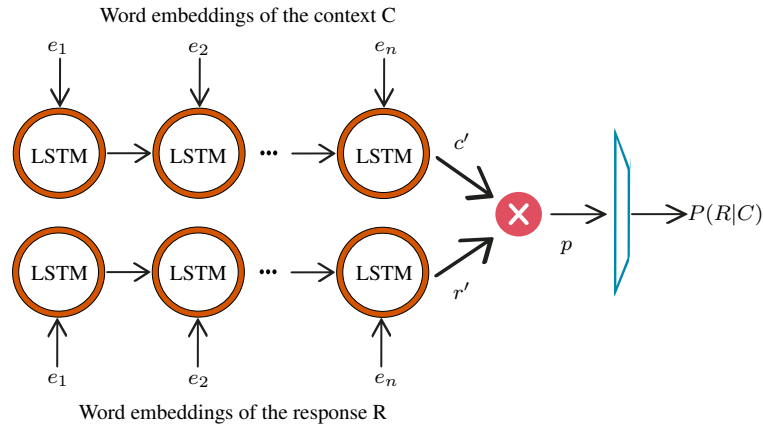 Word embeddings of the context C
e₁ e₂ eₙ
LSTM LSTM ... LSTM
c′
p
P(R|C)
LSTM LSTM ... LSTM
r′
e₁ e₂ eₙ
Word embeddings of the response R